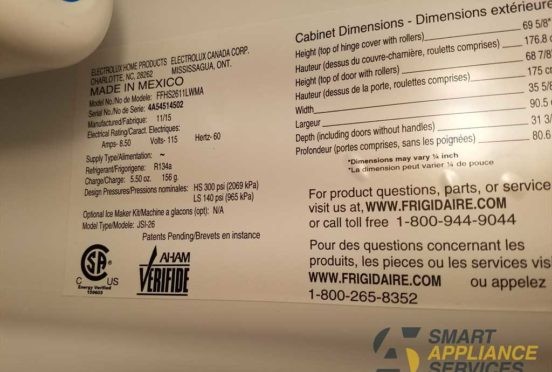 ELECTROLUX HOME PRODUCTS ELECTROLUX CANADA CORP.
CHARLOTTE, NC, 28262 MISSISSAUGA, ONT.
MADE IN MEXICO
Model No./No de Modele: FFHS2611LWMA
Serial No./No de Serie: 4A54514502
Manufactured/Fabrique: 11/15
Electrical Rating/Caract. Electriques:
Amps- 8.50 Volts- 115 Hertz- 60
Supply Type/Alimentation: ~
Refrigerant/Frigorigene: R134a
Charge/Charge: 5.50 oz. 156 g.
Design Pressures/Pressions nominales: HS 300 psi (2069 kPa)
LS 140 psi (965 kPa)
Optional Ice Maker Kit/Machine a glacons (opt): N/A
Model Type/Modele: JSI-26
Patents Pending/Brevets en instance
CSA
C US
Energy Verified
AHAM
VERIFIDE
Cabinet Dimensions - Dimensions extérieure
Height (top of hinge cover with rollers) 69 5/8"
Hauteur (dessus du couvre-charnière, roulettes comprises) 176.8 c
Height (top of door with rollers) 68 7/8"
Hauteur (dessus de la porte, roulettes comprises) 175 cm
Width 35 5/8
Largeur 90.5
Depth (including doors without handles) 31 3/
Profondeur (portes comprises, sans les poignées) 80.6
*Dimensions may vary ¼ inch
*La dimension peut varier ¼ de pouce
For product questions, parts, or service
visit us at, WWW.FRIGIDAIRE.COM
or call toll free 1-800-944-9044
Pour des questions concernant les
produits, les pieces ou les services vis
WWW.FRIGIDAIRE.COM ou appelez
1-800-265-8352
SMART
APPLIANCE
SERVICES